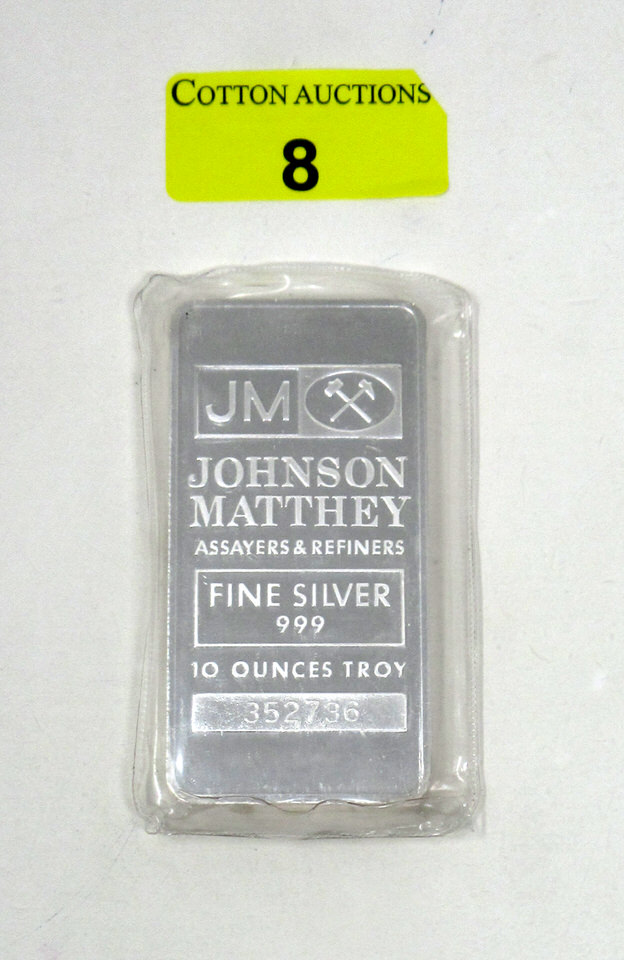 COTTON AUCTIONS
8
JM
JOHNSON
MATTHEY
ASSAYERS & REFINERS
FINE SILVER
999
10 OUNCES TROY
352736